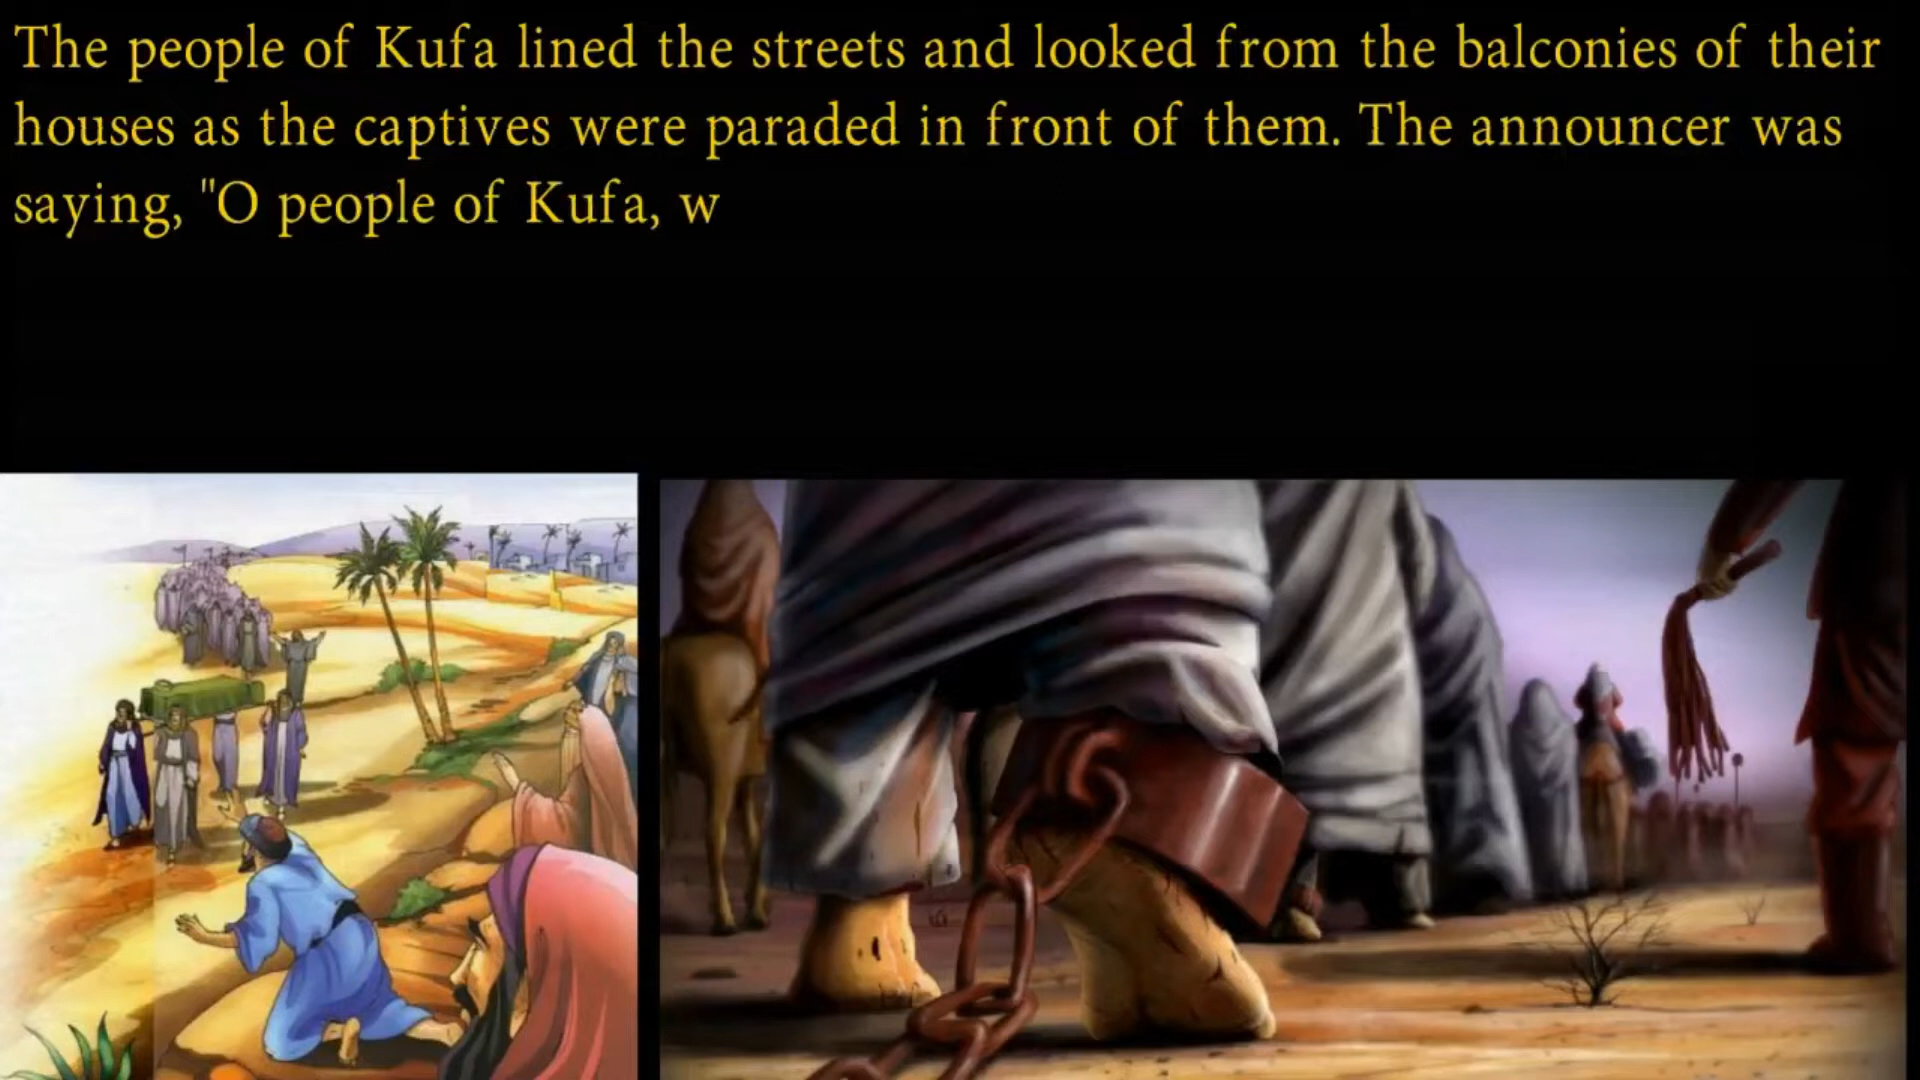 The people of Kufa lined the streets and looked from the balconies of their
houses as the captives were paraded in front of them. The announcer was
saying, "O people of Kufa, w